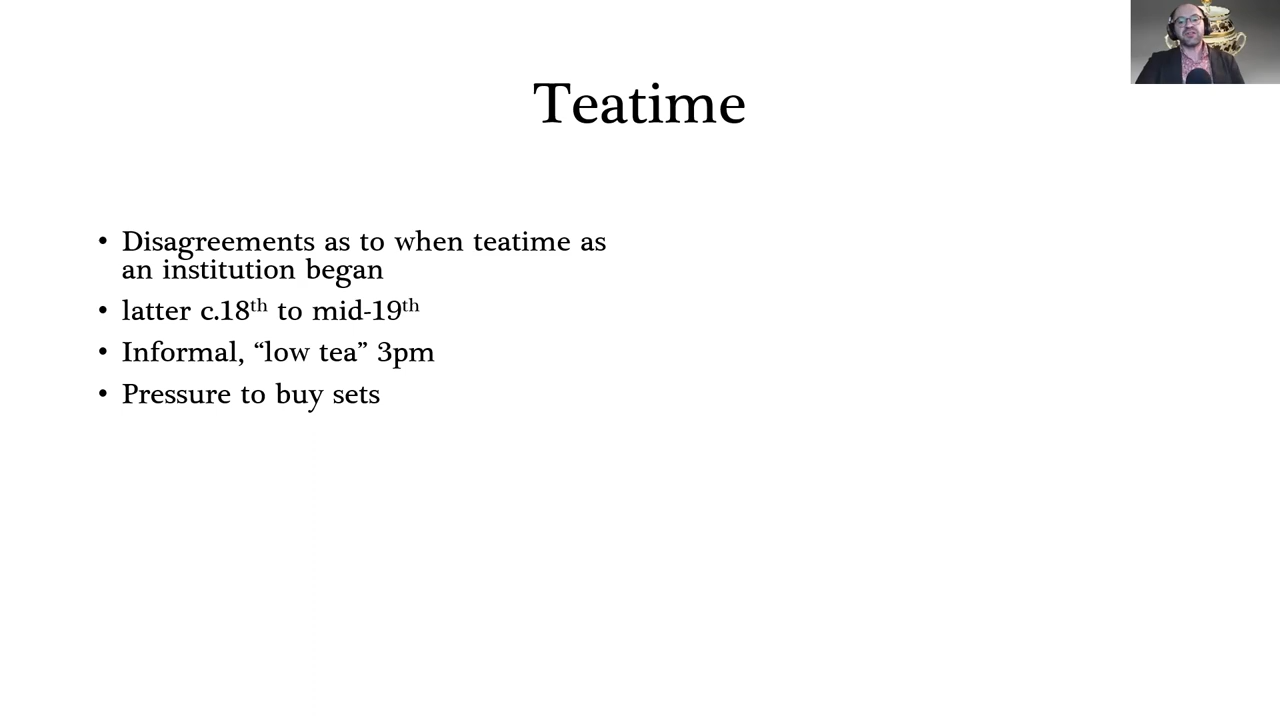 Teatime
• Disagreements as to when teatime as
an institution began
• latter c.18th to mid-19th
• Informal, “low tea” 3pm
• Pressure to buy sets